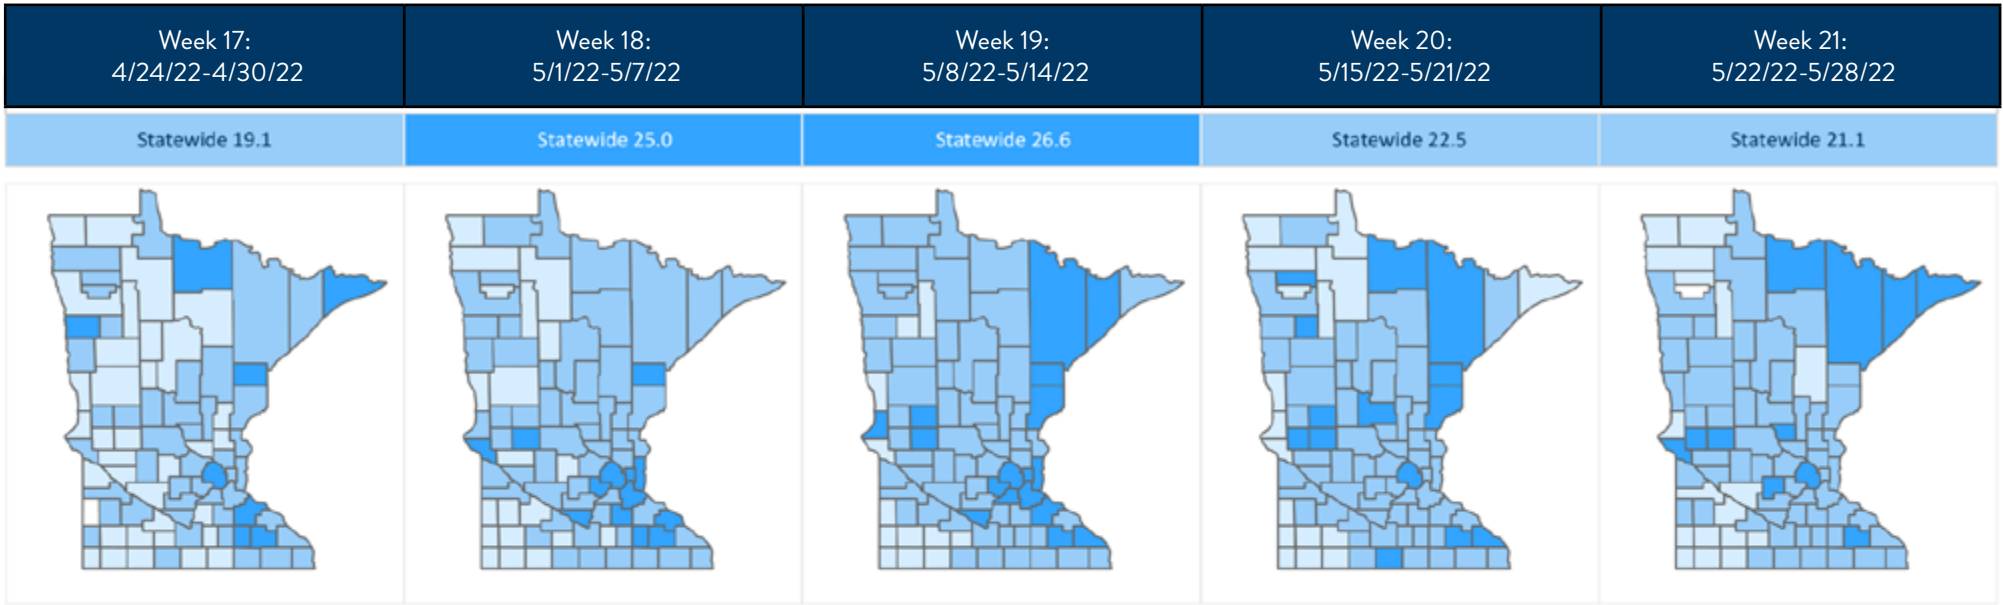 Week 17:
4/24/22-4/30/22
Week 18:
5/1/22-5/7/22
Week 19:
5/8/22-5/14/22
Week 20:
5/15/22-5/21/22
Week 21:
5/22/22-5/28/22
Statewide 19.1
Statewide 25.0
Statewide 26.6
Statewide 22.5
Statewide 21.1